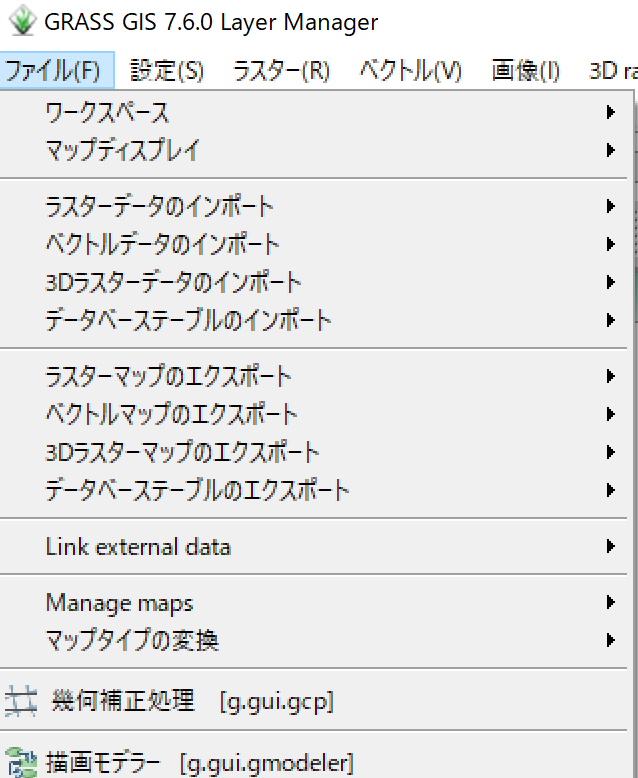 GRASS GIS 7.6.0 Layer Manager
ファイル(F) 設定(S) ラスター(R) ベクトル(V) 画像(I) 3D ra
ワークスペース
マップディスプレイ
ラスターデータのインポート
ベクトルデータのインポート
3Dラスターデータのインポート
データベーステーブルのインポート
ラスターマップのエクスポート
ベクトルマップのエクスポート
3Dラスターマップのエクスポート
データベーステーブルのエクスポート
Link external data
Manage maps
マップタイプの変換
幾何補正処理 [g.gui.gcp]
描画モデラー [g.gui.gmodeler]